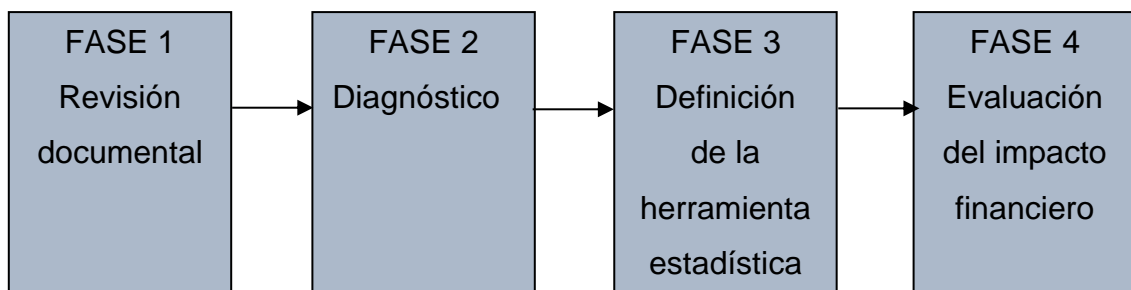 FASE 1
Revisión
documental
FASE 2
Diagnóstico
FASE 3
Definición
de la
herramienta
estadística
FASE 4
Evaluación
del impacto
financiero